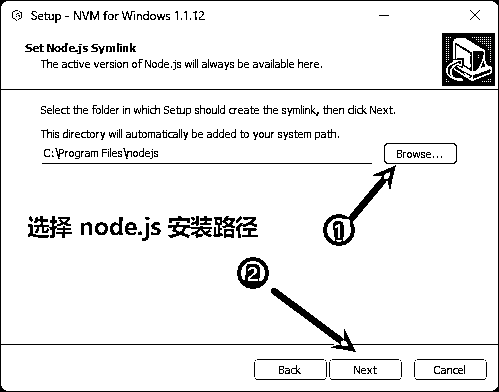 Setup - NVM for Windows 1.1.12
Set Node.js Symlink
The active version of Node.js will always be available here.
Select the folder in which Setup should create the symlink, then click Next.
This directory will automatically be added to your system path.
C:\Program Files\nodejs
Browse...
选择 node.js 安装路径
①
②
Back
Next
Cancel